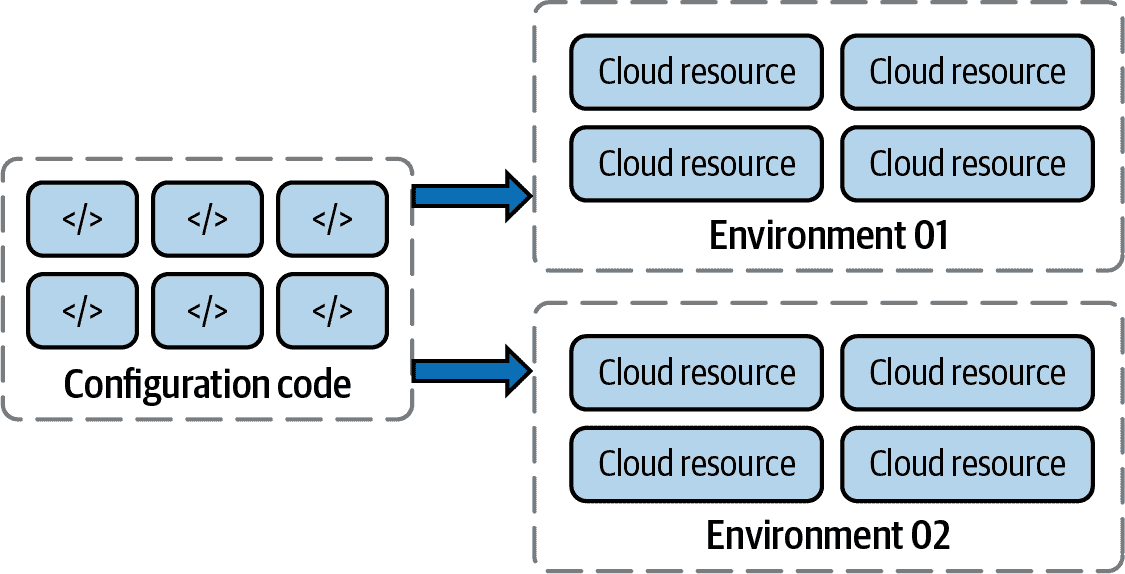 </> </> </>
</> </> </>
Configuration code
Cloud resource Cloud resource
Cloud resource Cloud resource
Environment 01
Cloud resource Cloud resource
Cloud resource Cloud resource
Environment 02